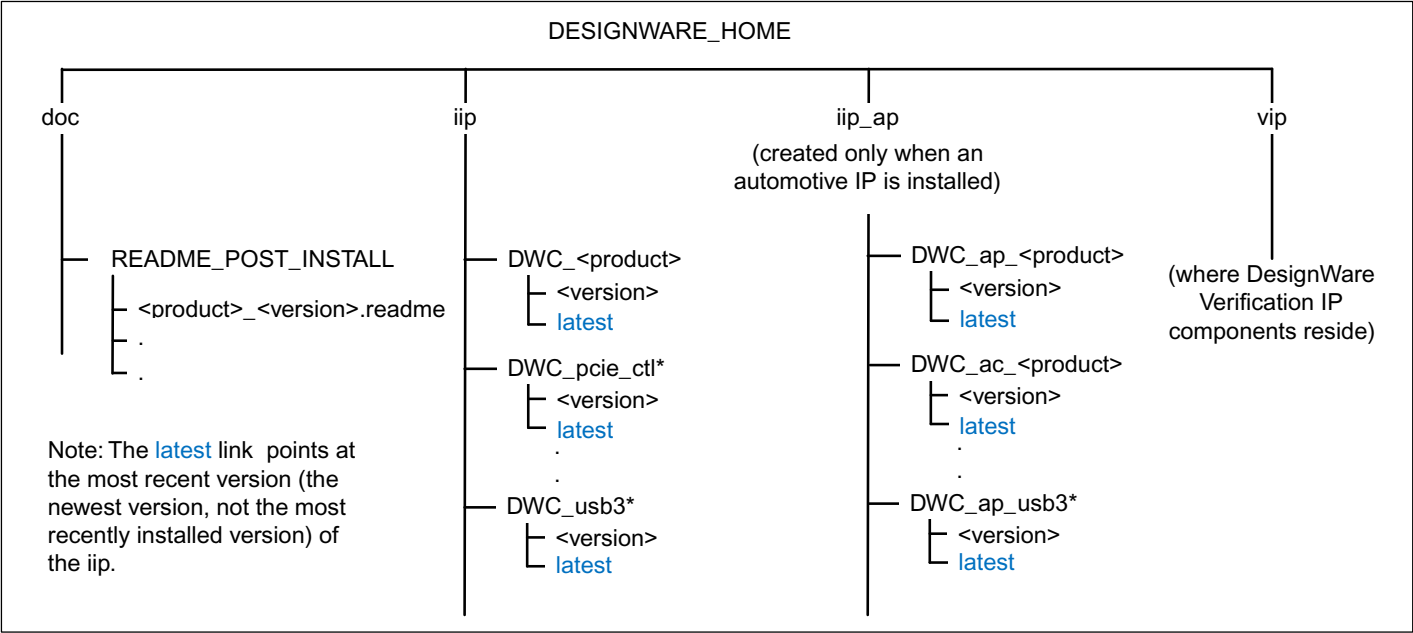 DESIGNWARE_HOME
doc
iip
iip_ap
vip
(created only when an
automotive IP is installed)
README_POST_INSTALL
<product>_<version>.readme
.
.
Note: The latest link points at
the most recent version (the
newest version, not the most
recently installed version) of
the iip.
DWC_<product>
<version>
latest
DWC_pcie_ctl*
<version>
latest
.
.
DWC_usb3*
<version>
latest
DWC_ap_<product>
<version>
latest
DWC_ac_<product>
<version>
latest
.
.
DWC_ap_usb3*
<version>
latest
(where DesignWare
Verification IP
components reside)